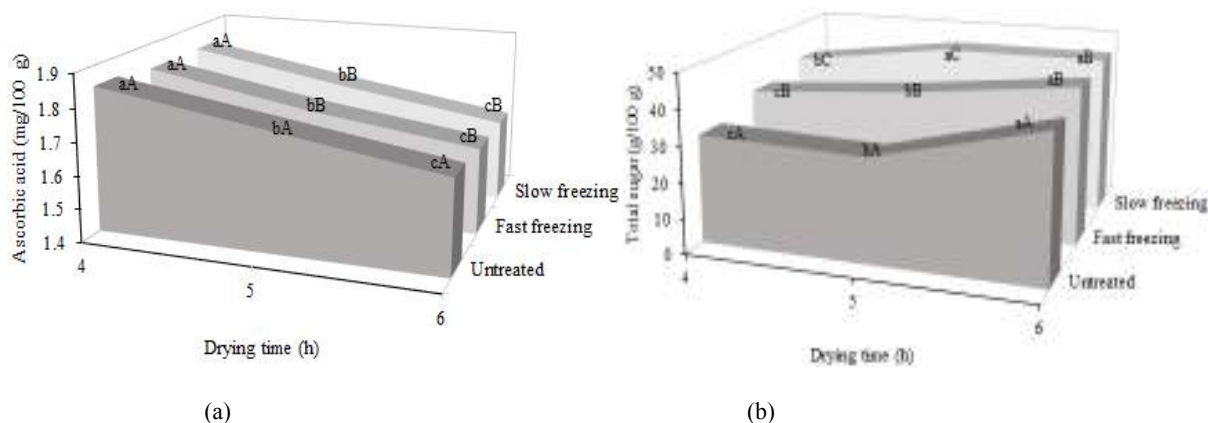 Ascorbic acid (mg/100 g)
1.9
1.8
1.7
1.6
1.5
1.4
aA
aA
aA
bB
bB
bA
cB
cB
cA
Slow freezing
Fast freezing
Untreated
4
5
6
Drying time (h)
(a)
Total sugar (g/100 g)
50
40
30
20
10
0
bC
aC
aB
cB
bB
aB
cA
bA
aA
Slow freezing
Fast freezing
Untreated
4
5
6
Drying time (h)
(b)